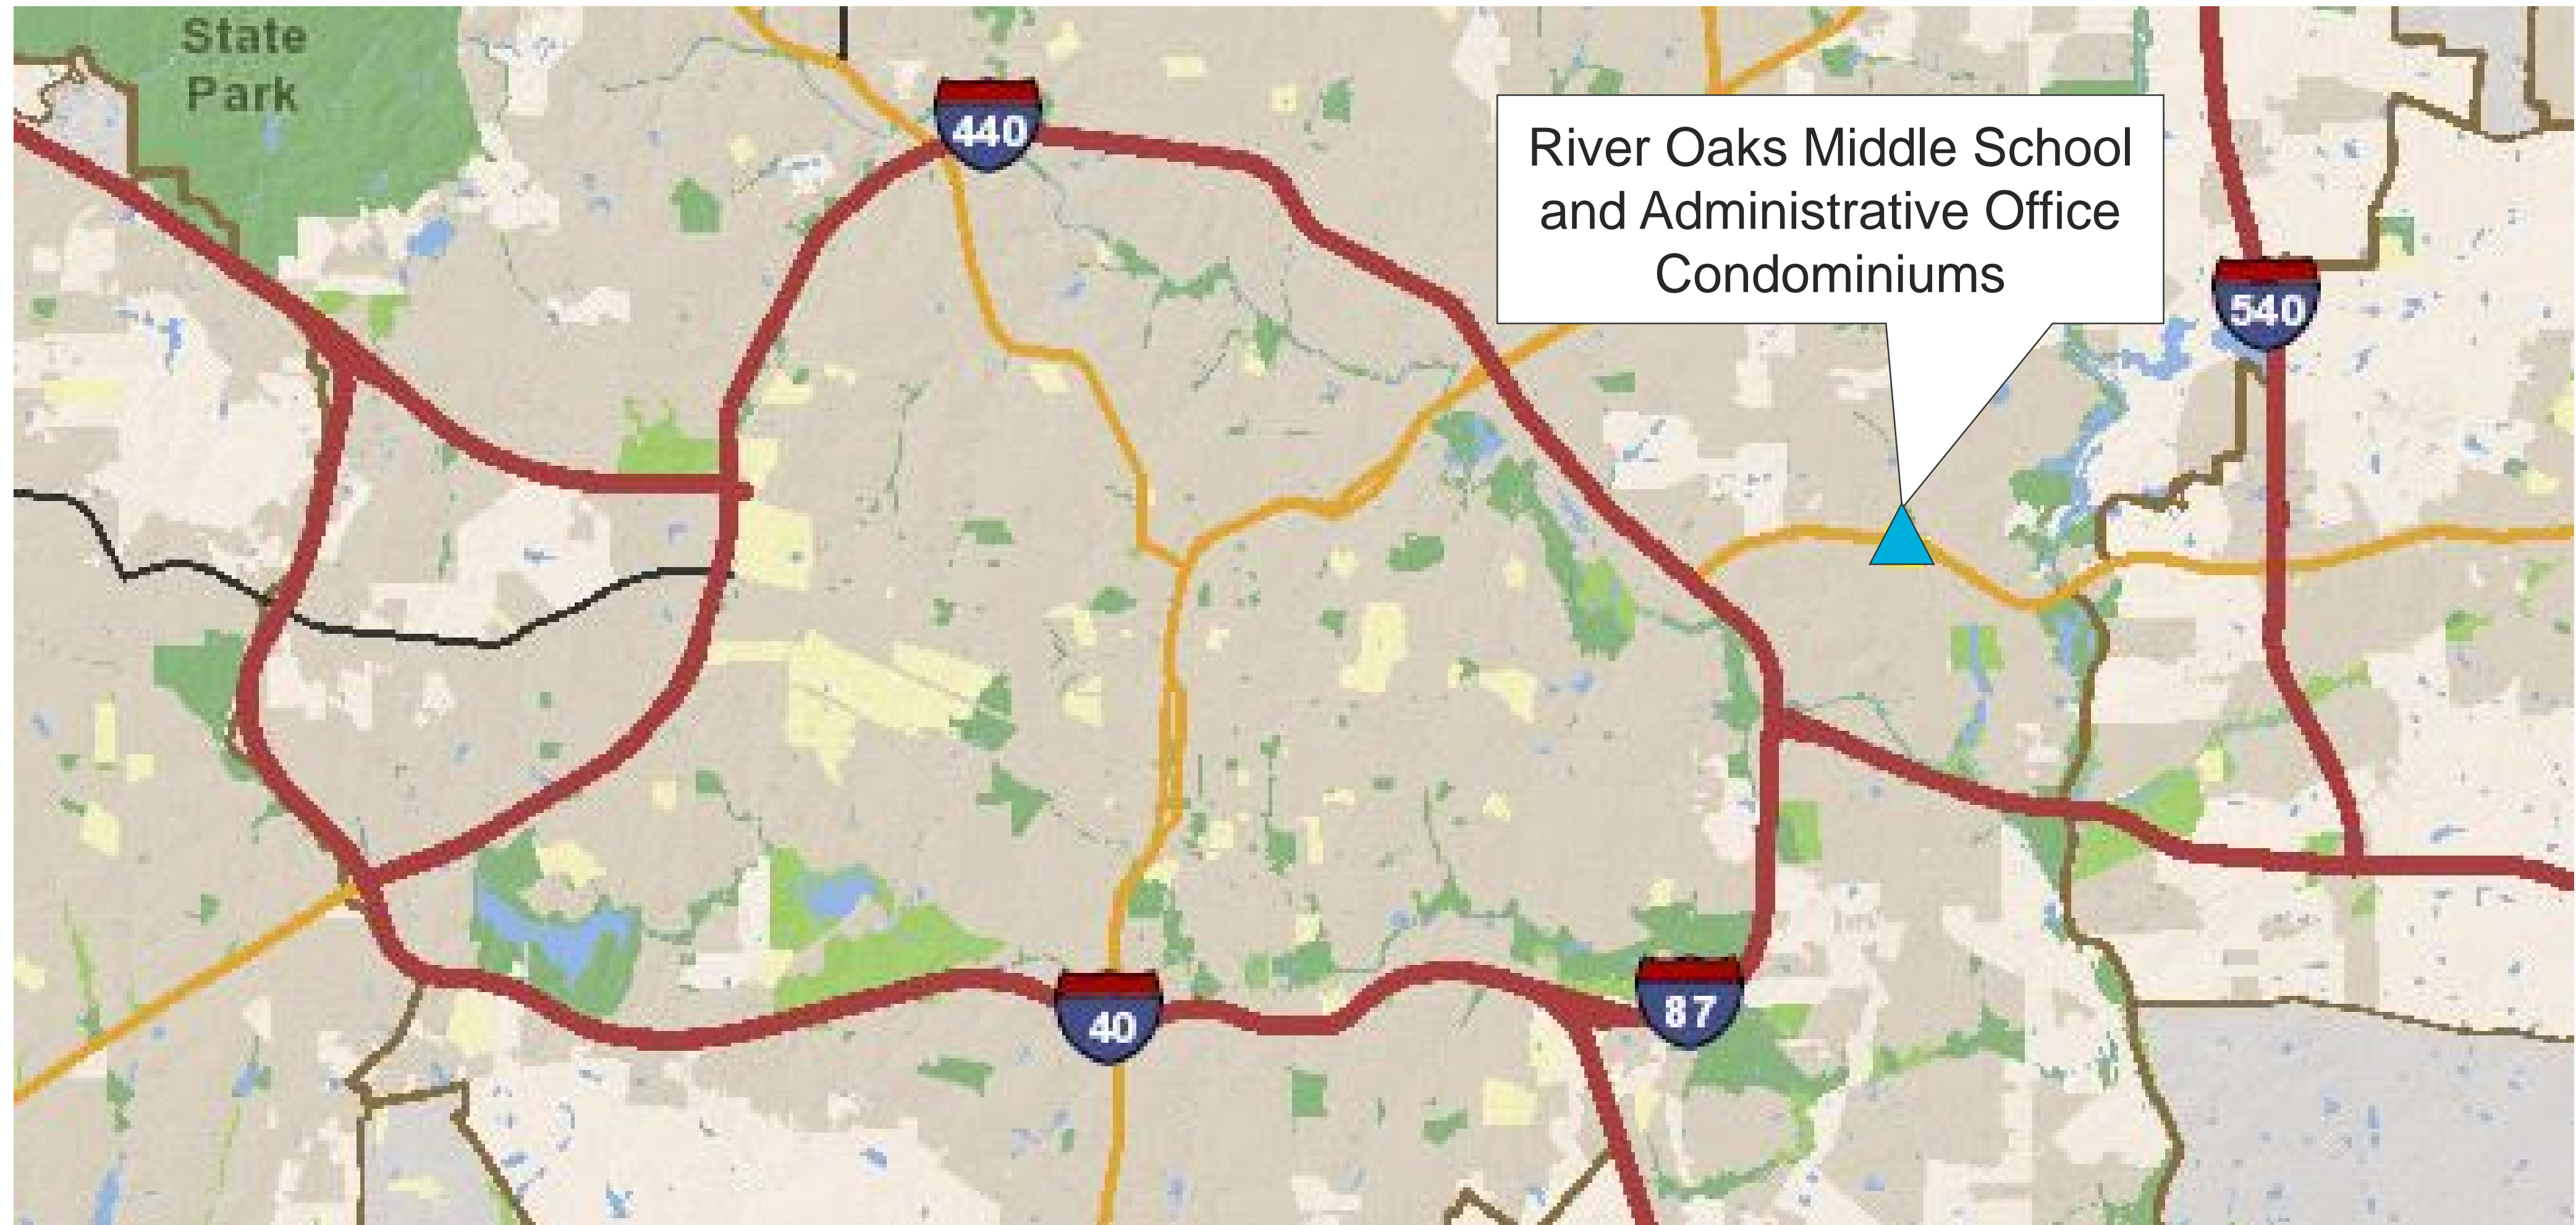 State
Park
440
River Oaks Middle School
and Administrative Office
Condominiums
540
40
87